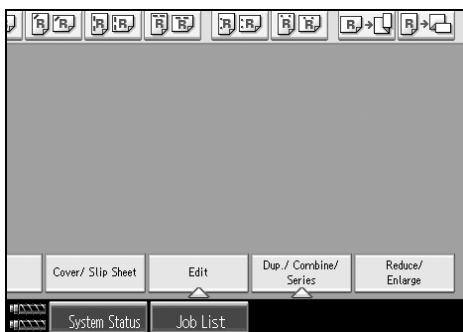 R R R R R R R R R R R R
Cover/ Slip Sheet
Edit
Dup./ Combine/
Series
Reduce/
Enlarge
System Status
Job List